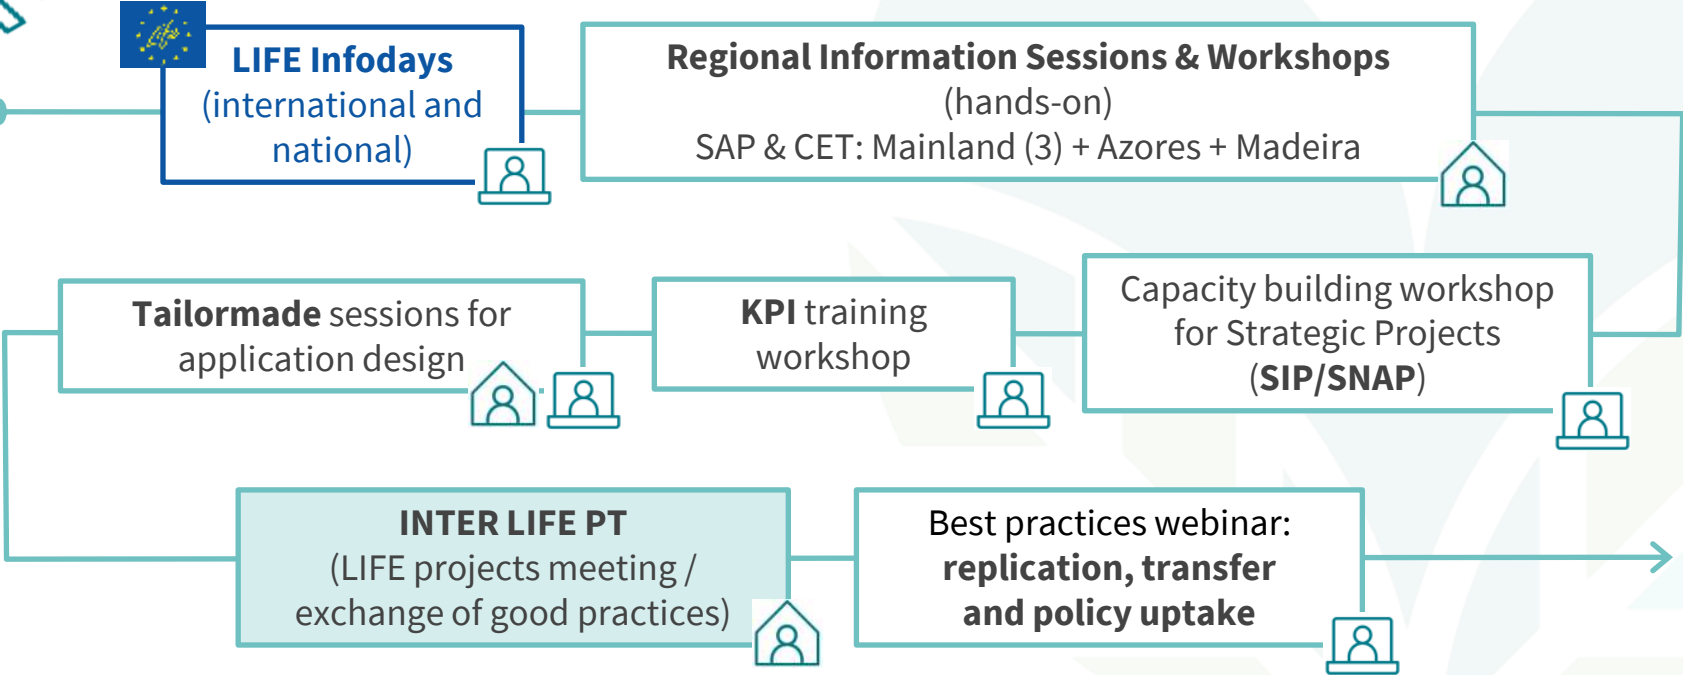 LIFE Infodays
(international and
national)
Regional Information Sessions & Workshops
(hands-on)
SAP & CET: Mainland (3) + Azores + Madeira
Capacity building workshop
for Strategic Projects
(SIP/SNAP)
KPI training
workshop
Tailormade sessions for
application design
INTER LIFE PT
(LIFE projects meeting /
exchange of good practices)
Best practices webinar:
replication, transfer
and policy uptake